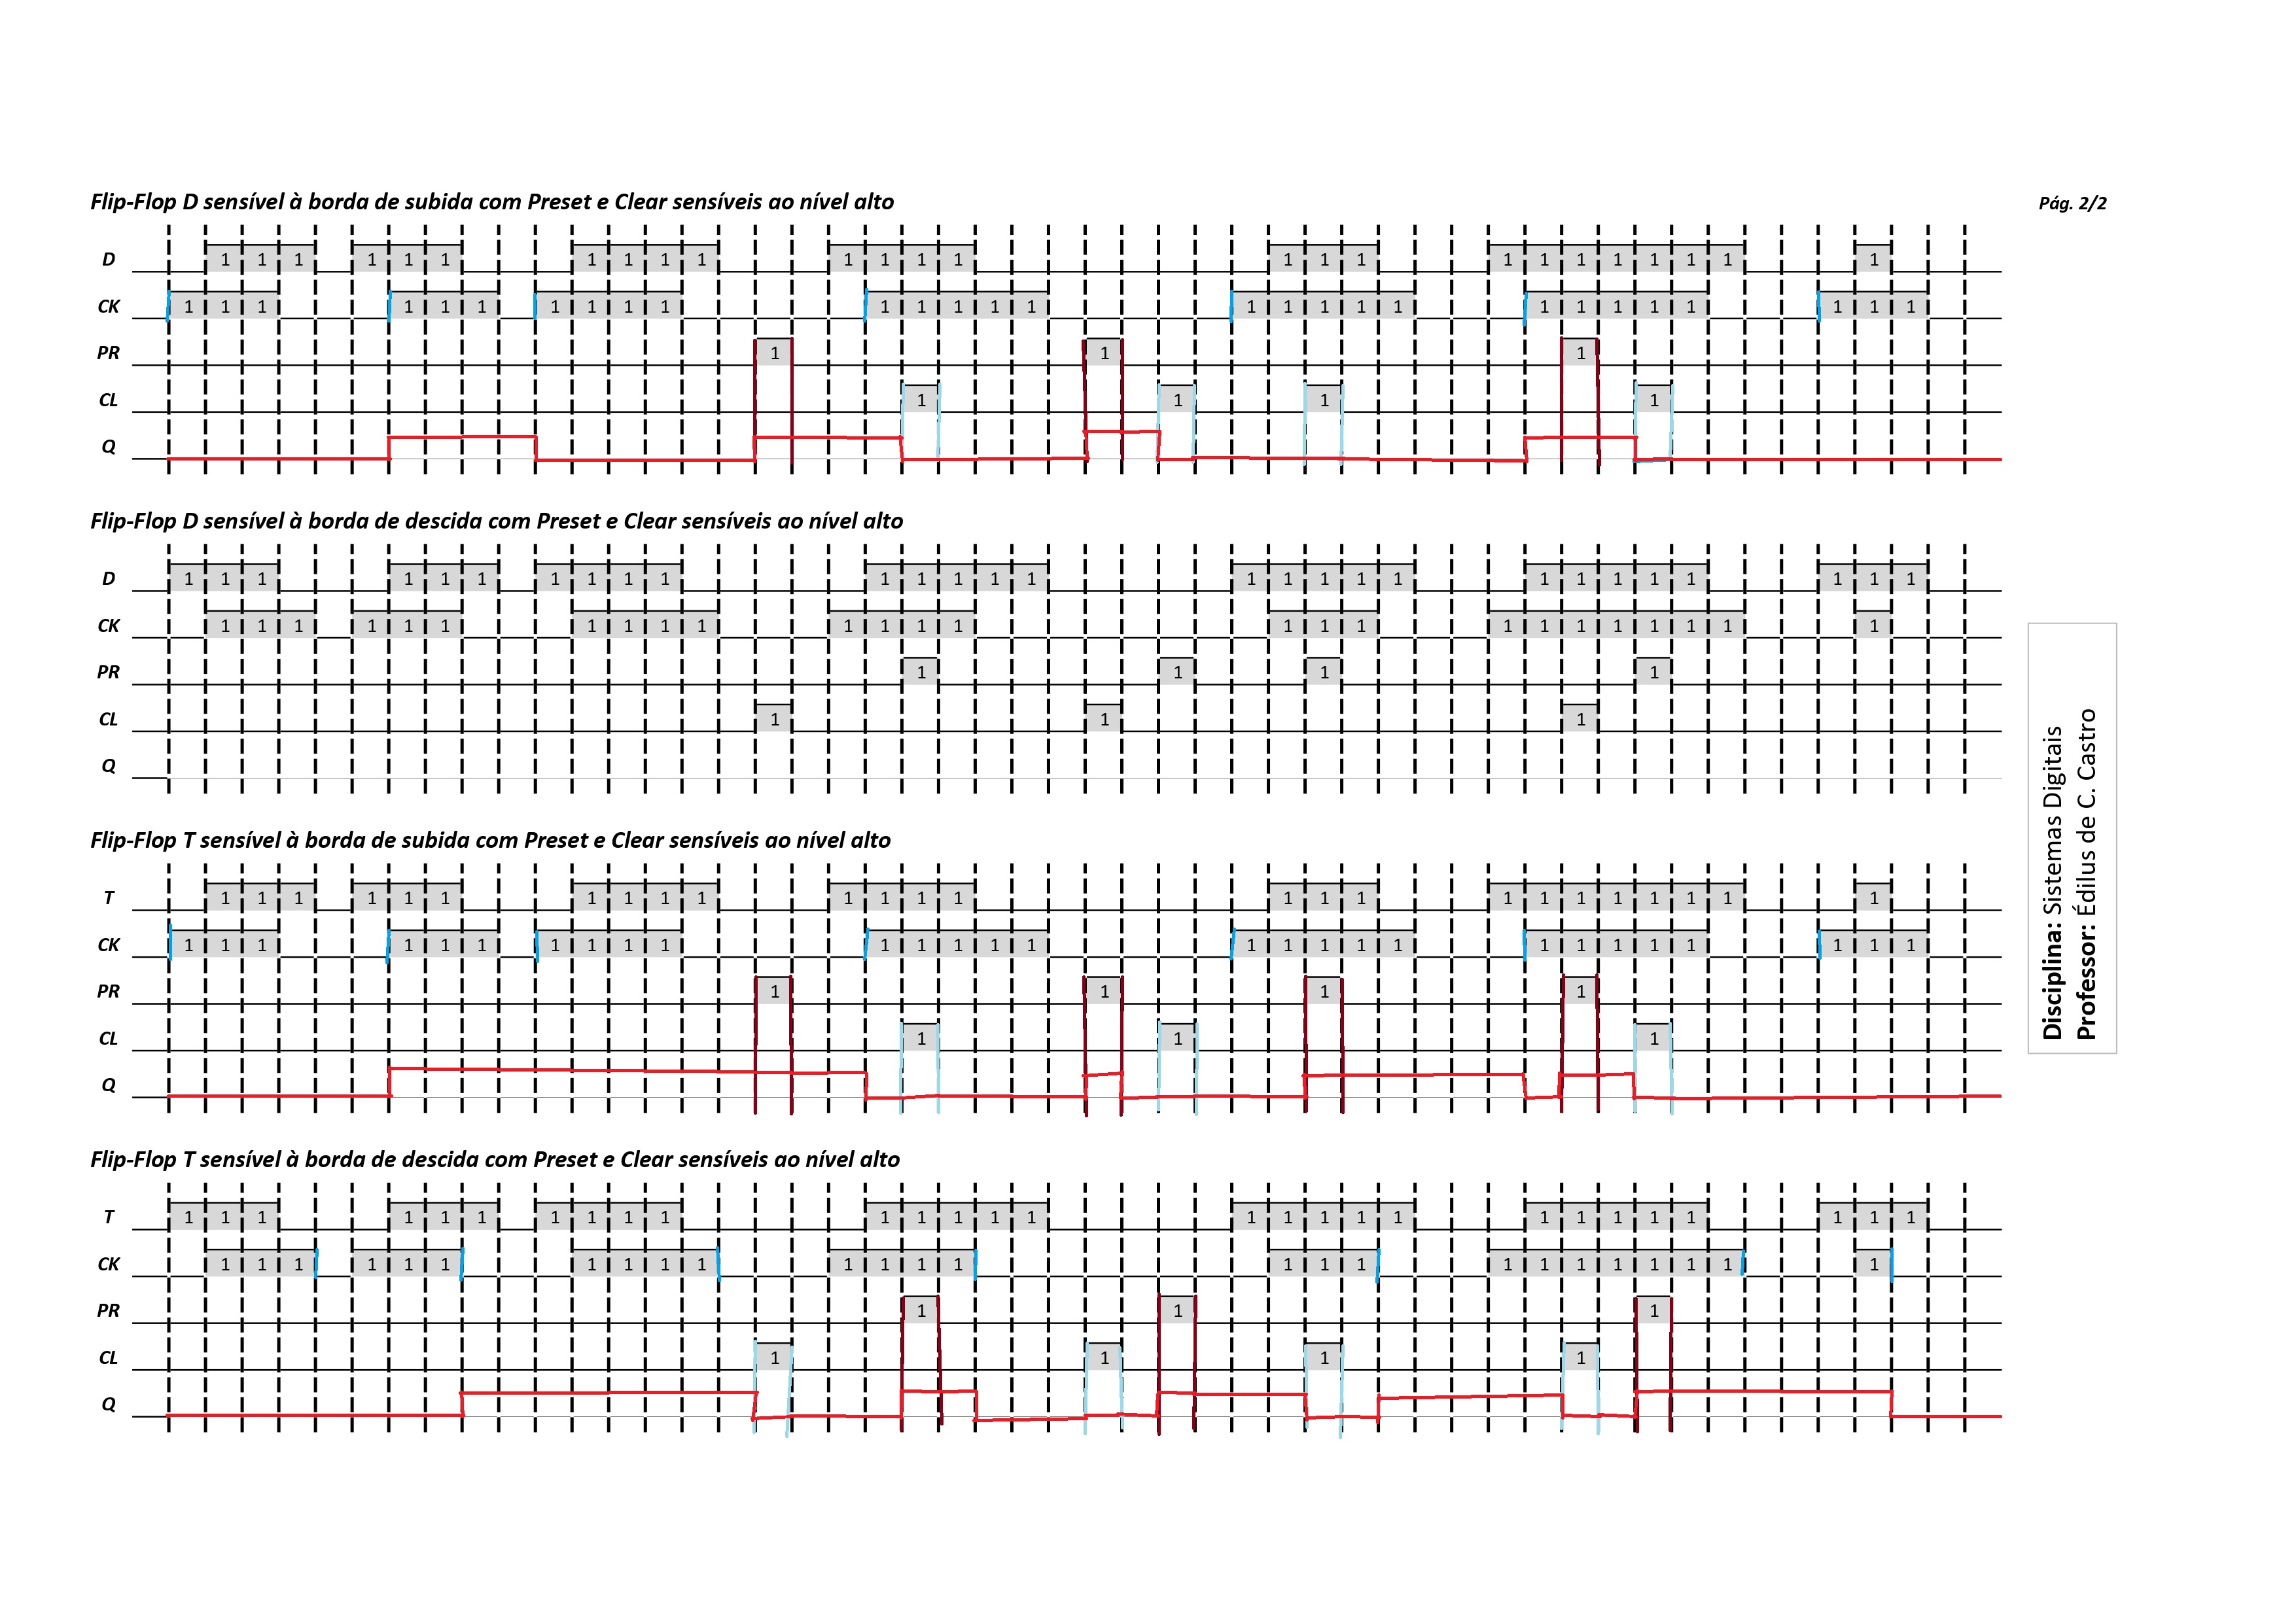 Flip-Flop D sensível à borda de subida com Preset e Clear sensíveis ao nível alto
Pág. 2/2
D 1 1 1 1 1 1 1 1 1 1 1 1 1 1 1 1 1 1 1 1 1 1 1 1 1
CK 1 1 1 1 1 1 1 1 1 1 1 1 1 1 1 1 1 1 1 1 1 1 1 1 1 1 1 1
PR 1 1 1
CL 1 1 1 1
Q
Flip-Flop D sensível à borda de descida com Preset e Clear sensíveis ao nível alto
D 1 1 1 1 1 1 1 1 1 1 1 1 1 1 1 1 1 1 1 1 1 1 1 1 1 1 1 1
CK 1 1 1 1 1 1 1 1 1 1 1 1 1 1 1 1 1 1 1 1 1 1 1 1 1
PR 1 1 1 1
CL 1 1 1
Q
Flip-Flop T sensível à borda de subida com Preset e Clear sensíveis ao nível alto
T 1 1 1 1 1 1 1 1 1 1 1 1 1 1 1 1 1 1 1 1 1 1 1 1 1
CK 1 1 1 1 1 1 1 1 1 1 1 1 1 1 1 1 1 1 1 1 1 1 1 1 1 1 1 1
PR 1 1 1 1
CL 1 1 1
Q
Flip-Flop T sensível à borda de descida com Preset e Clear sensíveis ao nível alto
T 1 1 1 1 1 1 1 1 1 1 1 1 1 1 1 1 1 1 1 1 1 1 1 1 1 1 1 1
CK 1 1 1 1 1 1 1 1 1 1 1 1 1 1 1 1 1 1 1 1 1 1 1 1 1
PR 1 1 1
CL 1 1 1 1
Q
Disciplina: Sistemas Digitais
Professor: Édilus de C. Castro